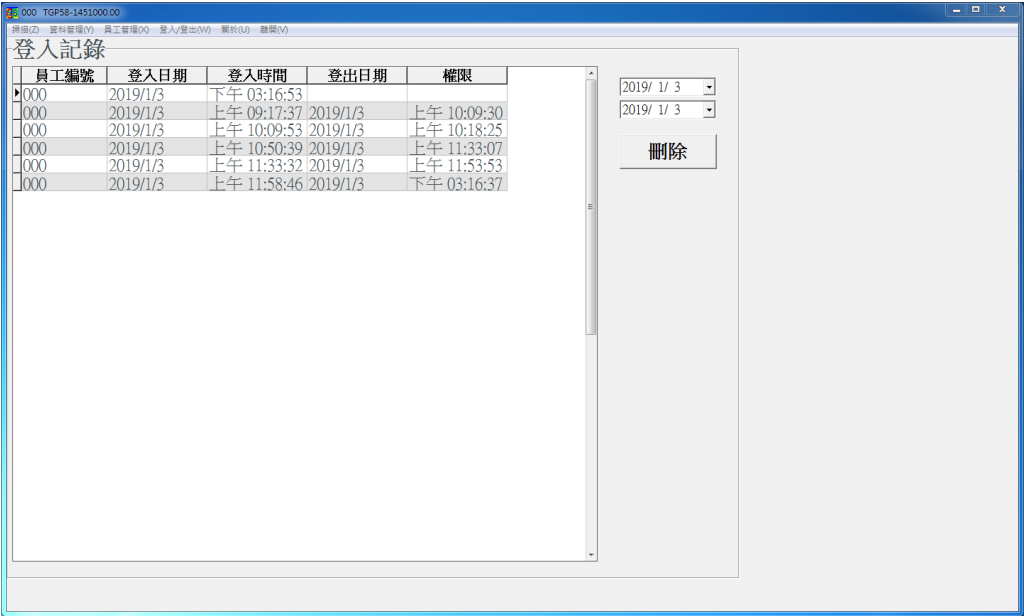 000 TGP58-1451000.00
掃描(Z) 資料管理(Y) 員工管理(X) 登入/登出(W) 關於(U) 離開(V)
登入記錄
員工編號 登入日期 登入時間 登出日期 權限
000 2019/1/3 下午 03:16:53
000 2019/1/3 上午 09:17:37 2019/1/3 上午 10:09:30
000 2019/1/3 上午 10:09:53 2019/1/3 上午 10:18:25
000 2019/1/3 上午 10:50:39 2019/1/3 上午 11:33:07
000 2019/1/3 上午 11:33:32 2019/1/3 上午 11:53:53
000 2019/1/3 上午 11:58:46 2019/1/3 下午 03:16:37
2019/ 1/ 3
2019/ 1/ 3
刪除